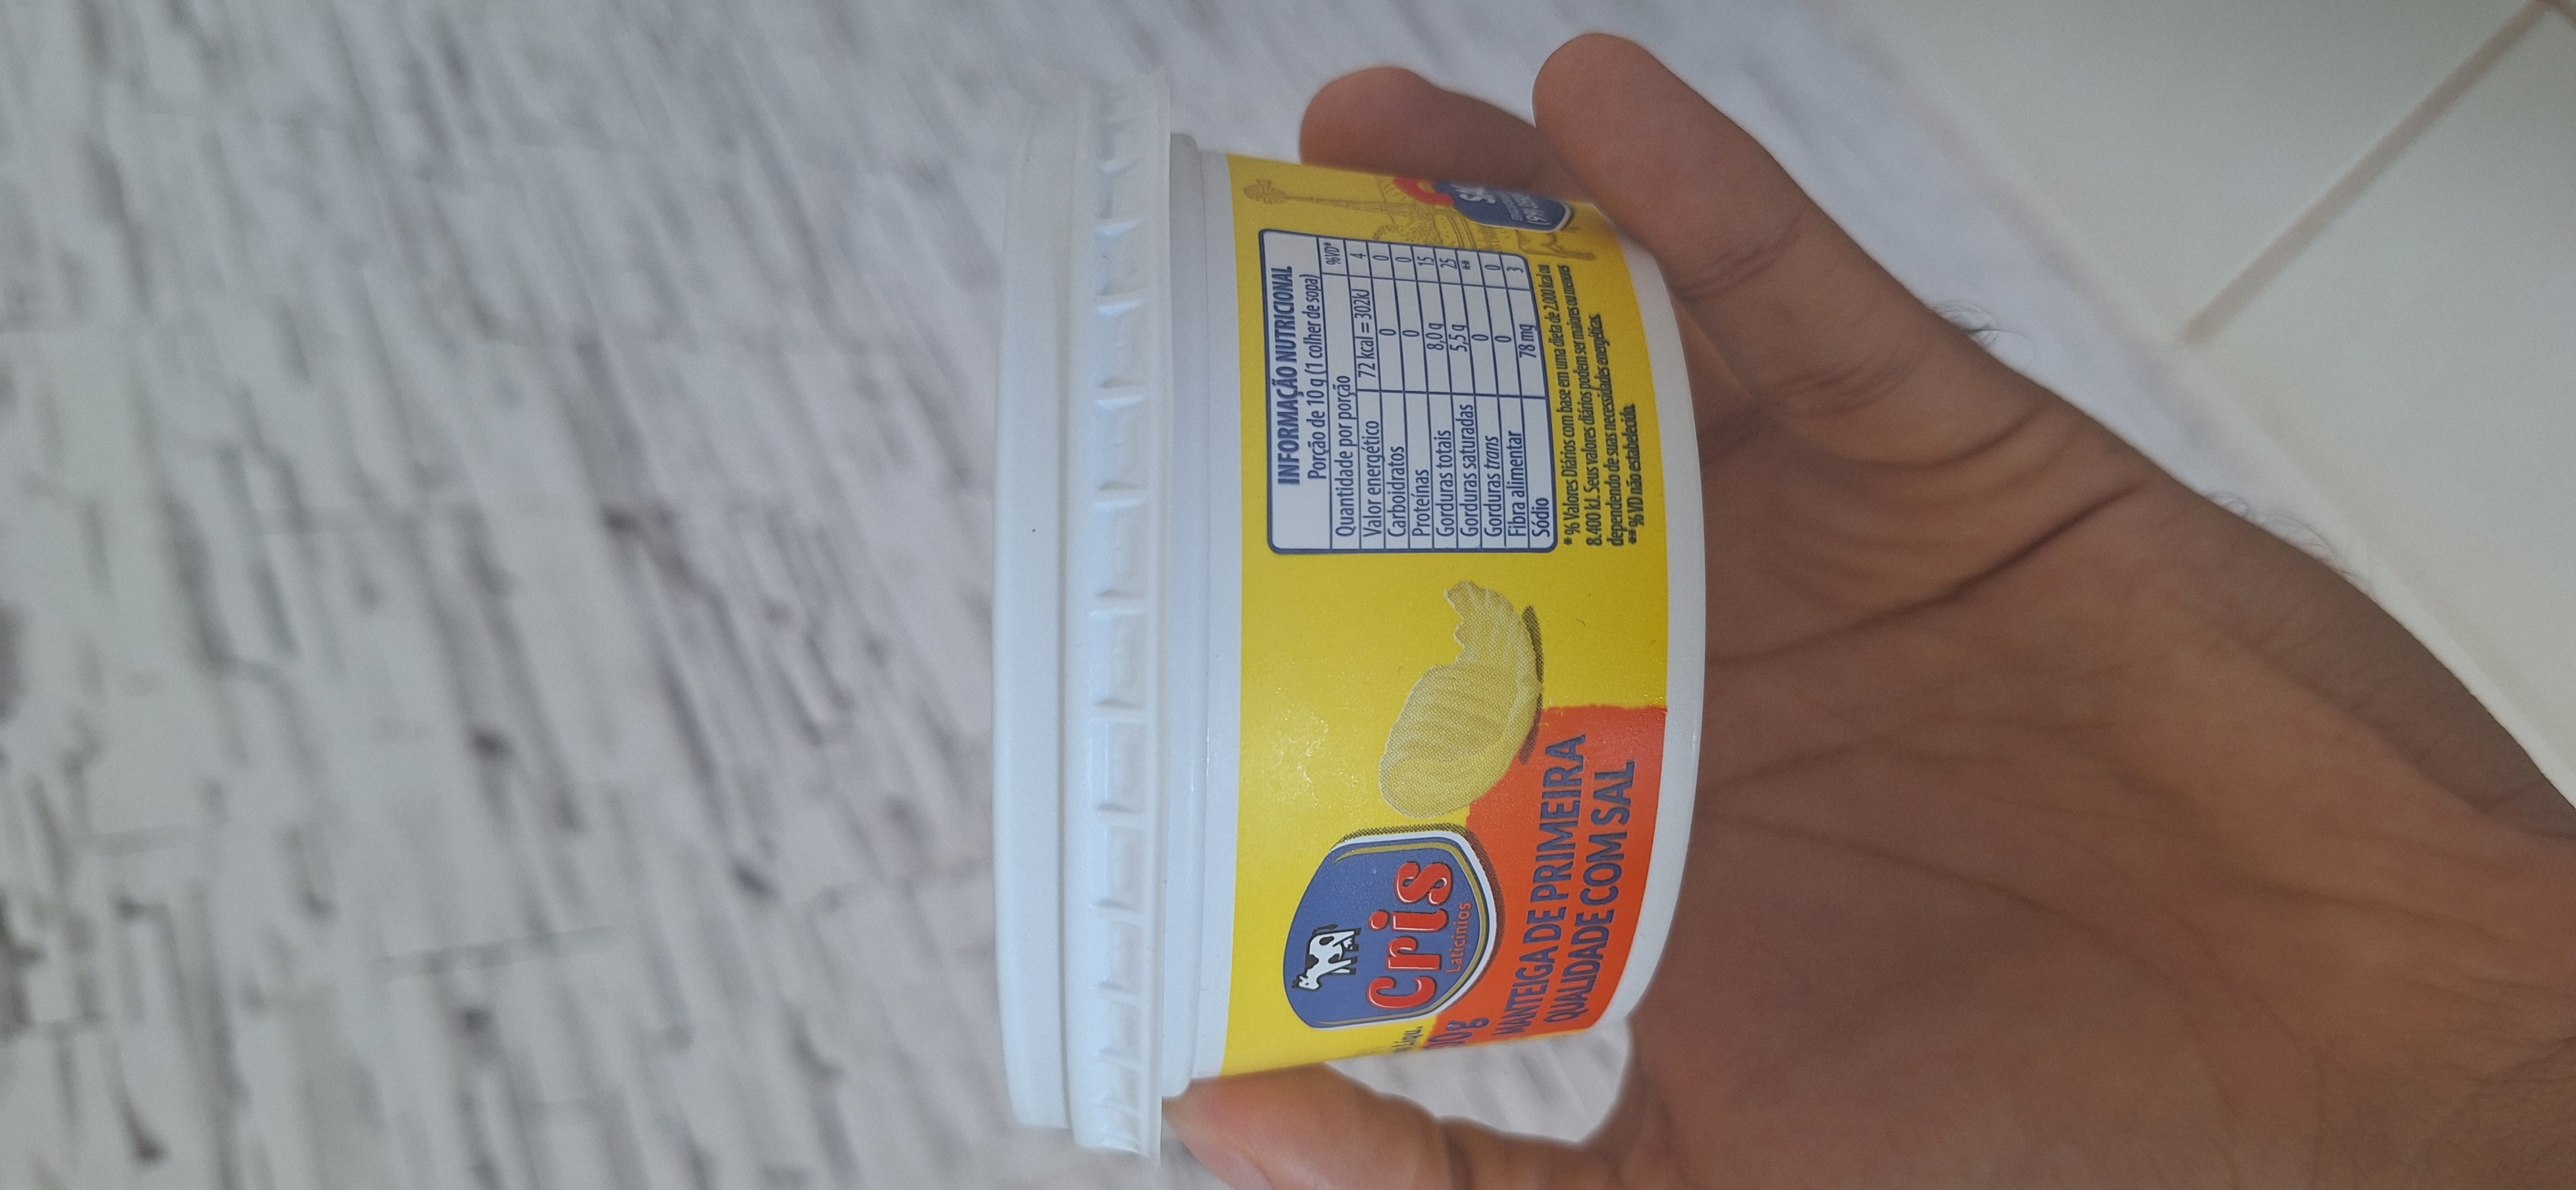 Cris
Laticínios
MANTEIGA DE PRIMEIRA
QUALIDADE COM SAL
INFORMAÇÃO NUTRICIONAL
Porção de 10 g (1 colher de sopa)
Quantidade por porção %VD*
Valor energético 72 kcal = 302kJ 4
Carboidratos 0 0
Proteínas 0 0
Gorduras totais 8,0 g 15
Gorduras saturadas 5,5 g 25
Gorduras trans 0 **
Fibra alimentar 0 0
Sódio 78 mg 3
* % Valores Diários com base em uma dieta de 2.000 kcal ou
8.400 kJ. Seus valores diários podem ser maiores ou menores
dependendo de suas necessidades energéticas.
** % VD não estabelecido.